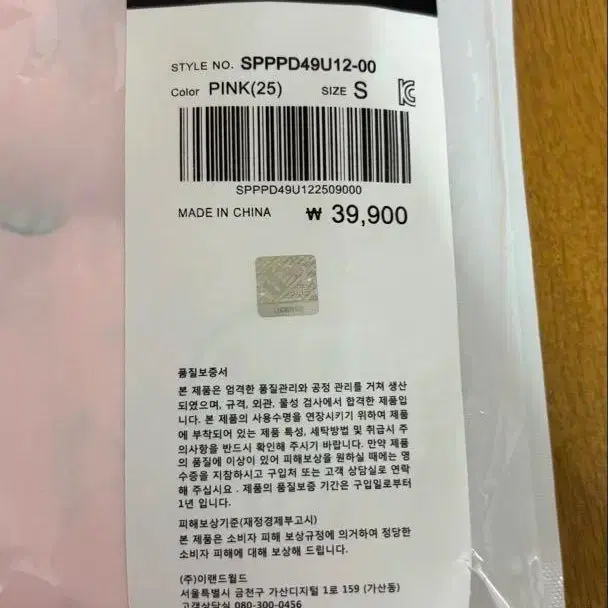 STYLE NO. SPPPD49U12-00
Color PINK(25) SIZE S
SPPPD49U122509000
MADE IN CHINA ₩ 39,900
품질보증서
본 제품은 엄격한 품질관리와 공정 관리를 거쳐 생산
되였으며, 규격, 외관, 물성 검사에서 합격한 제품입
니다. 본 제품의 사용수명을 연장시키기 위하여 제품
에 부착되어 있는 제품 특성, 세탁방법 및 취급시 주
의사항을 반드시 확인해 주시기 바랍니다. 만약 제품
의 품질에 이상이 있어 피해보상을 원하실 때에는 영
수증을 지참하시고 구입처 또는 고객 상담실로 연락
해 주십시요 . 제품의 품질보증 기간은 구입일로부터
1년 입니다.
피해보상기준(재정경제부고시)
본 제품은 소비자 피해 보상규정에 의거하여 정당한
소비자 피해에 대해 보상해 드립니다.
(주)이랜드월드
서울특별시 금천구 가산디지털 1로 159 (가산동)
고객상담실 080-300-0456